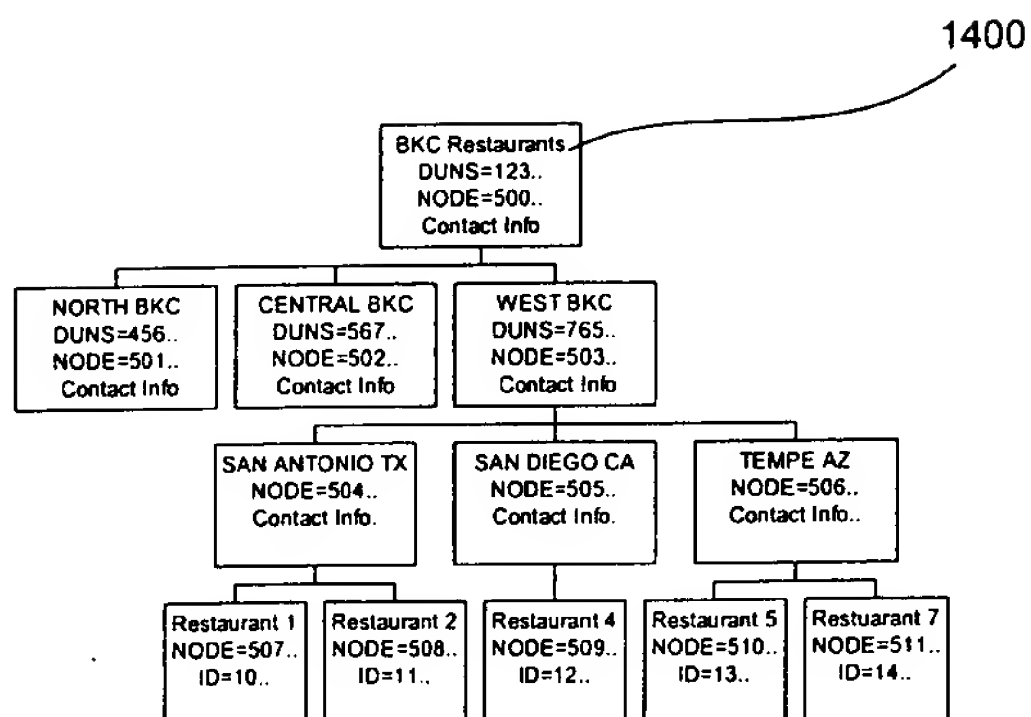 1400
BKC Restaurants
DUNS=123..
NODE=500..
Contact Info
NORTH BKC
DUNS=456..
NODE=501..
Contact Info
CENTRAL BKC
DUNS=567..
NODE=502..
Contact Info
WEST BKC
DUNS=765..
NODE=503..
Contact Info
SAN ANTONIO TX
NODE=504..
Contact Info.
SAN DIEGO CA
NODE=505..
Contact Info.
TEMPE AZ
NODE=506..
Contact Info..
Restaurant 1
NODE=507..
ID=10..
Restaurant 2
NODE=508..
ID=11..
Restaurant 4
NODE=509..
ID=12..
Restaurant 5
NODE=510..
ID=13..
Restuarant 7
NODE=511..
ID=14..